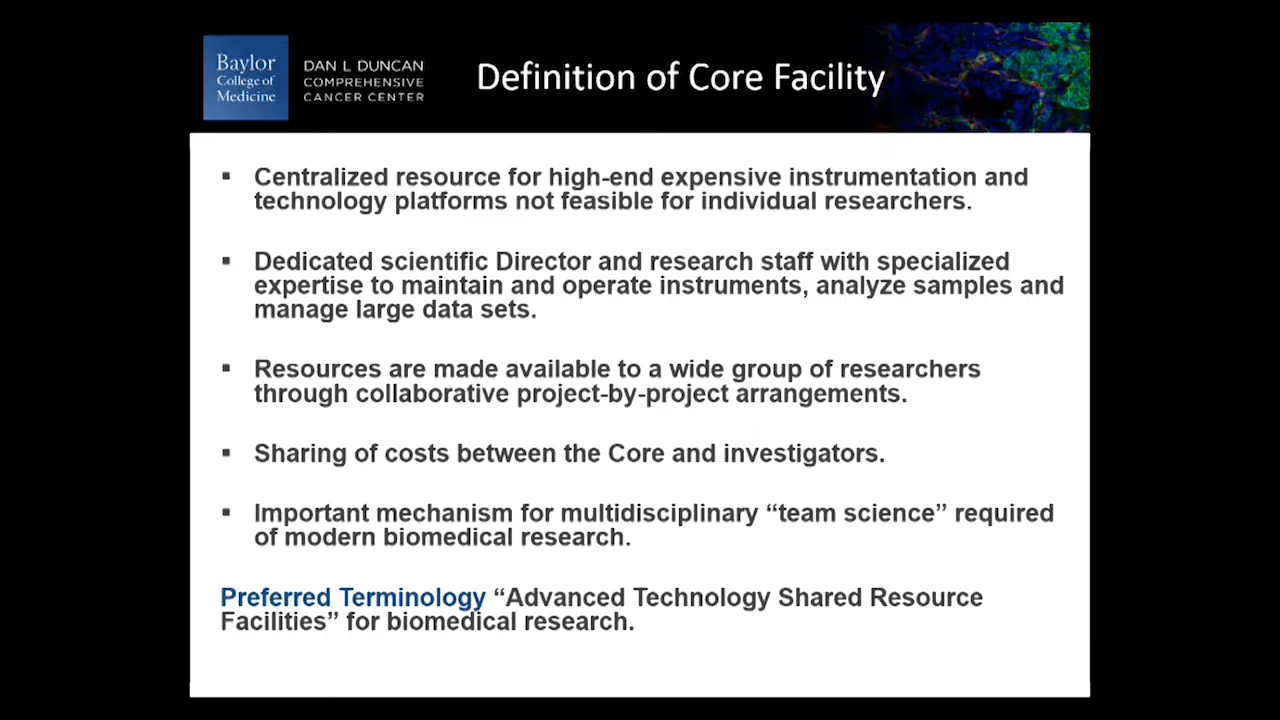 Baylor
College of
Medicine
DAN L DUNCAN
COMPREHENSIVE
CANCER CENTER
Definition of Core Facility
▪ Centralized resource for high-end expensive instrumentation and
technology platforms not feasible for individual researchers.
▪ Dedicated scientific Director and research staff with specialized
expertise to maintain and operate instruments, analyze samples and
manage large data sets.
▪ Resources are made available to a wide group of researchers
through collaborative project-by-project arrangements.
▪ Sharing of costs between the Core and investigators.
▪ Important mechanism for multidisciplinary “team science” required
of modern biomedical research.
Preferred Terminology “Advanced Technology Shared Resource
Facilities” for biomedical research.